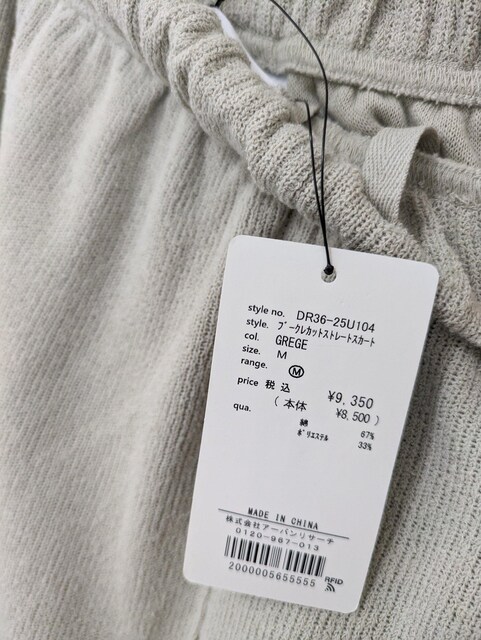 style no. DR36-25U104
style. ブークレカットストレートスカート
col. GREGE
size. M
range. Ⓜ
price 税込 ¥9,350
(本体 ¥8,500)
qua. 綿 67%
ポリエステル 33%
MADE IN CHINA
株式会社アーバンリサーチ
0120-967-013
2000005655555
RFID